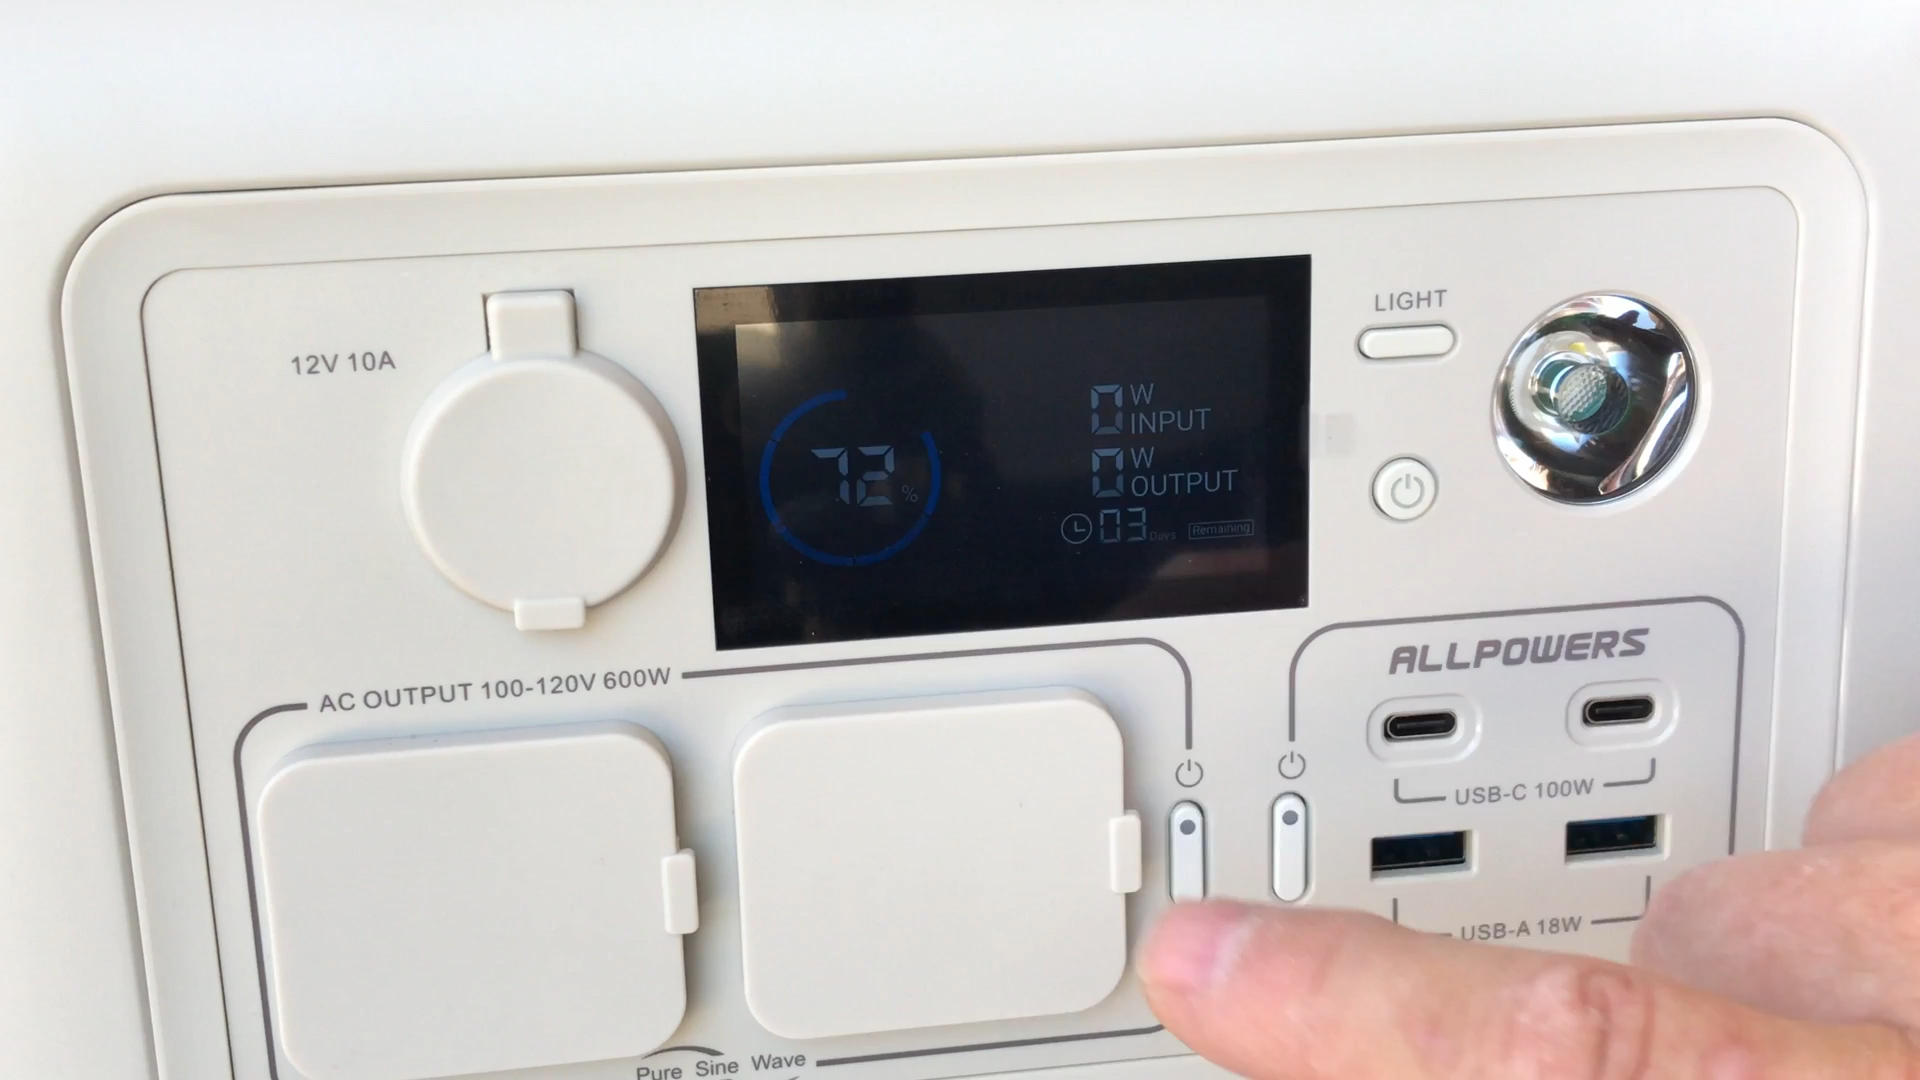 12V 10A
72%
0 W
INPUT
0 W
OUTPUT
03 Days Remaining
LIGHT
AC OUTPUT 100-120V 600W
Pure Sine Wave
ALLPOWERS
USB-C 100W
USB-A 18W